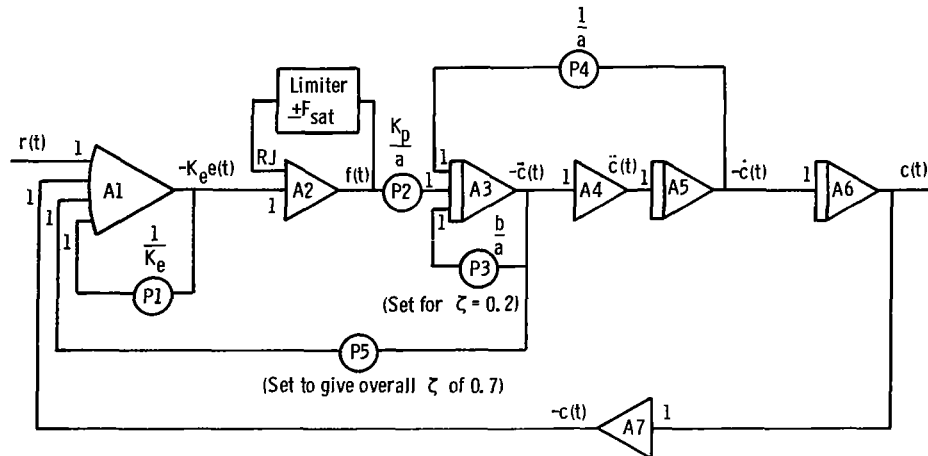 1
a
P4
Limiter
±F_sat
K_p
a
r(t)
1
-K_e e(t)
RJ
f(t)
1
-c̈(t)
c̈(t)
-ċ(t)
c(t)
A1
A2
P2
1
A3
1
A4
1
A5
1
A6
1
1
1
1
1
1
K_e
b
a
P1
P3
(Set for ζ = 0.2)
P5
(Set to give overall ζ of 0.7)
-c(t)
A7
1